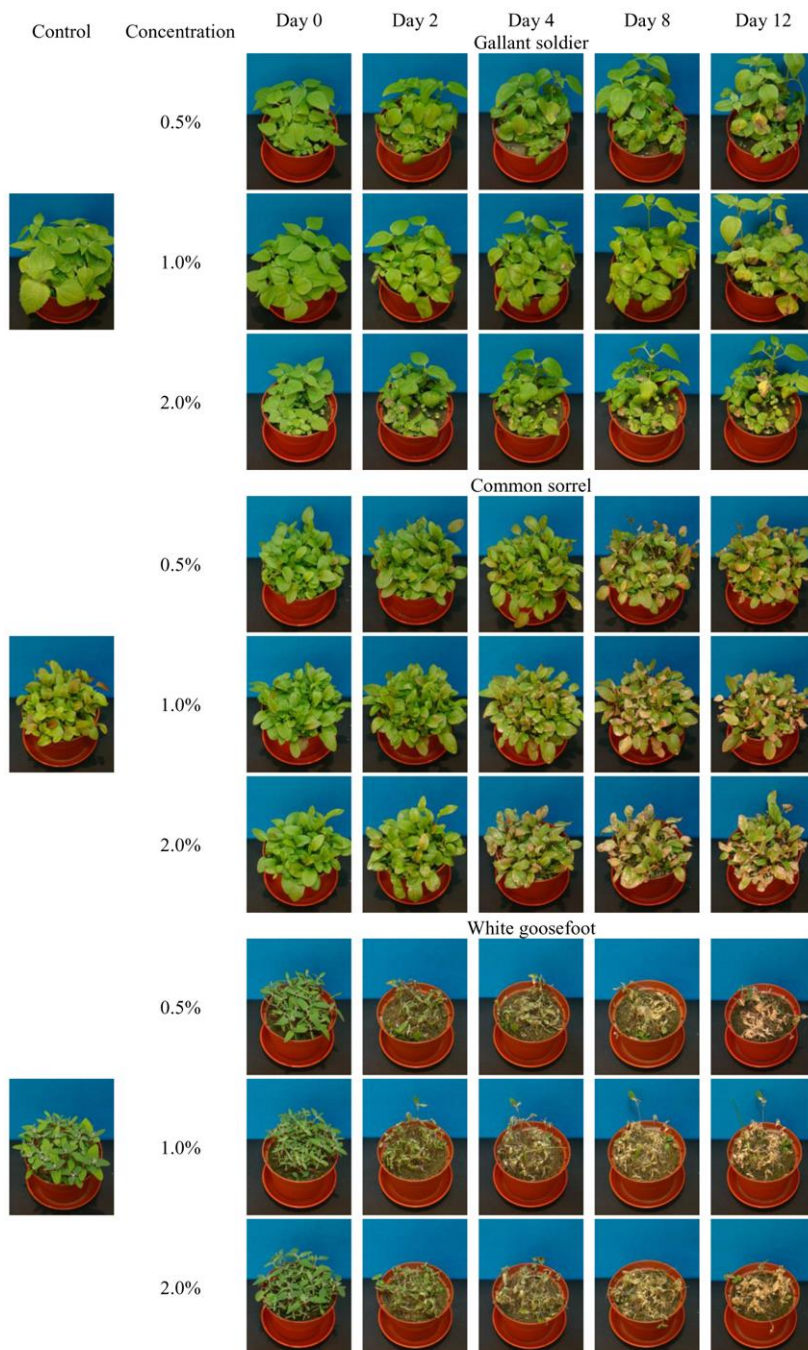 Control Concentration Day 0 Day 2 Day 4 Day 8 Day 12
Gallant soldier
0.5%
1.0%
2.0%
Common sorrel
0.5%
1.0%
2.0%
White goosefoot
0.5%
1.0%
2.0%